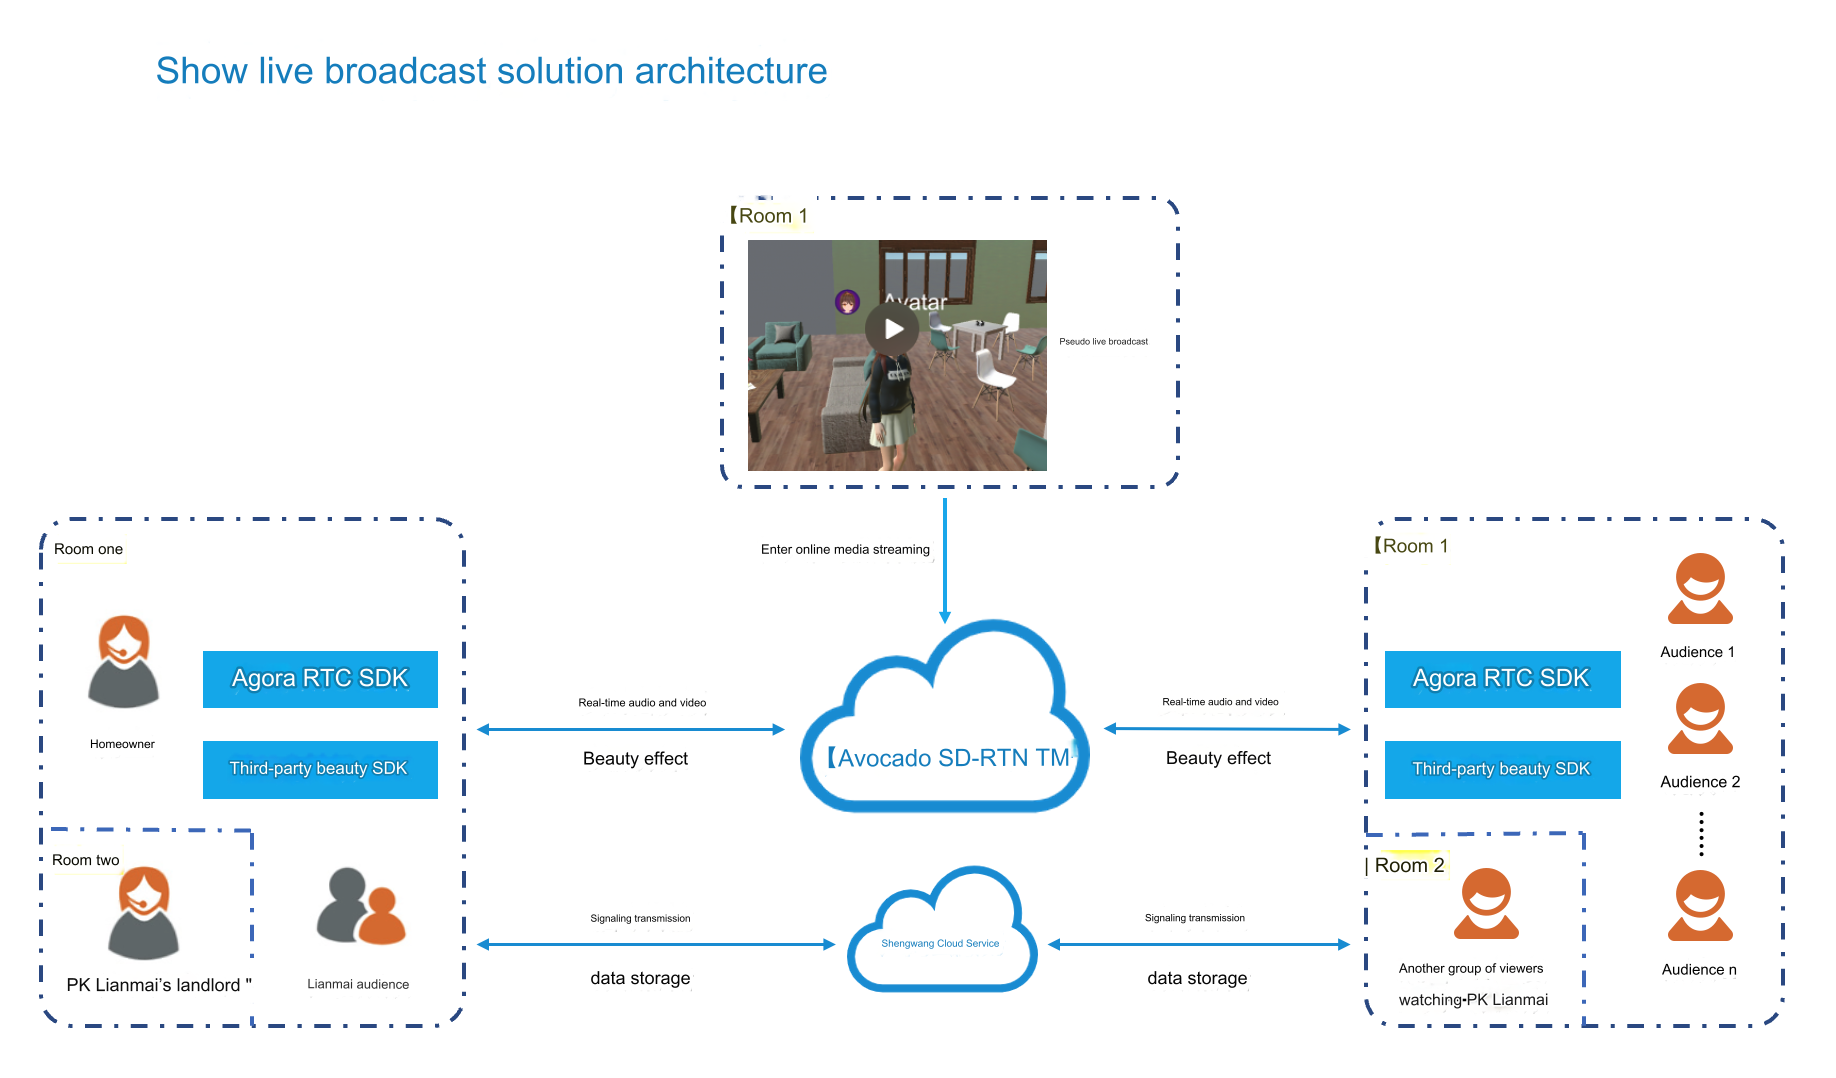 Show live broadcast solution architecture
【Room 1
Avatar
Pseudo live broadcast
Enter online media streaming
Room one
Homeowner
Agora RTC SDK
Third-party beauty SDK
Room two
PK Lianmai's landlord "
Lianmai audience
Real-time audio and video
Beauty effect
【Avocado SD-RTN TM
Real-time audio and video
Beauty effect
Signaling transmission
data storage
Shengwang Cloud Service
Signaling transmission
data storage
【Room 1
Agora RTC SDK
Third-party beauty SDK
Audience 1
Audience 2
Audience n
| Room 2
Another group of viewers
watching•PK Lianmai